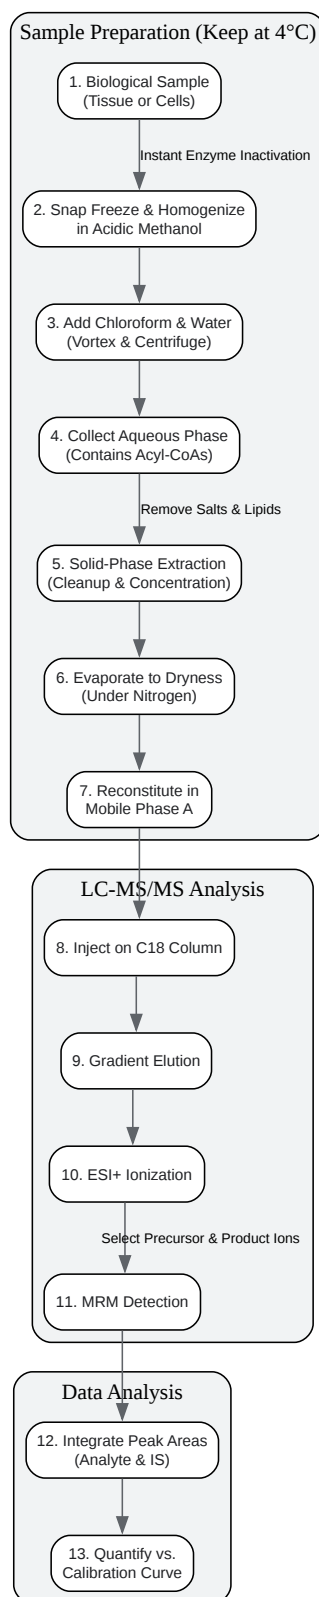 Sample Preparation (Keep at 4°C)
1. Biological Sample
(Tissue or Cells)
Instant Enzyme Inactivation
2. Snap Freeze & Homogenize
in Acidic Methanol
3. Add Chloroform & Water
(Vortex & Centrifuge)
4. Collect Aqueous Phase
(Contains Acyl-CoAs)
Remove Salts & Lipids
5. Solid-Phase Extraction
(Cleanup & Concentration)
6. Evaporate to Dryness
(Under Nitrogen)
7. Reconstitute in
Mobile Phase A
LC-MS/MS Analysis
8. Inject on C18 Column
9. Gradient Elution
10. ESI+ Ionization
Select Precursor & Product Ions
11. MRM Detection
Data Analysis
12. Integrate Peak Areas
(Analyte & IS)
13. Quantify vs.
Calibration Curve